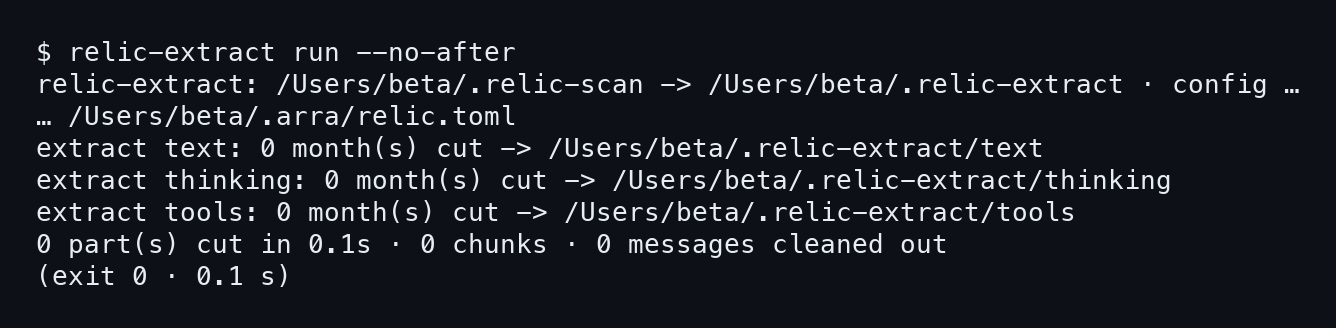 $ relic-extract run --no-after
relic-extract: /Users/beta/.relic-scan -> /Users/beta/.relic-extract · config …
… /Users/beta/.arra/relic.toml
extract text: 0 month(s) cut -> /Users/beta/.relic-extract/text
extract thinking: 0 month(s) cut -> /Users/beta/.relic-extract/thinking
extract tools: 0 month(s) cut -> /Users/beta/.relic-extract/tools
0 part(s) cut in 0.1s · 0 chunks · 0 messages cleaned out
(exit 0 · 0.1 s)